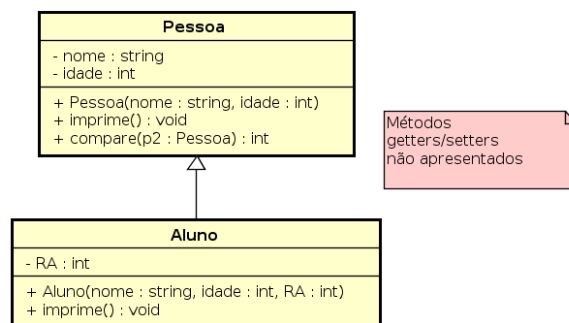 Pessoa
- nome : string
- idade : int
+ Pessoa(nome : string, idade : int)
+ imprime() : void
+ compare(p2 : Pessoa) : int
Métodos
getters/setters
não apresentados
Aluno
- RA : int
+ Aluno(nome : string, idade : int, RA : int)
+ imprime() : void